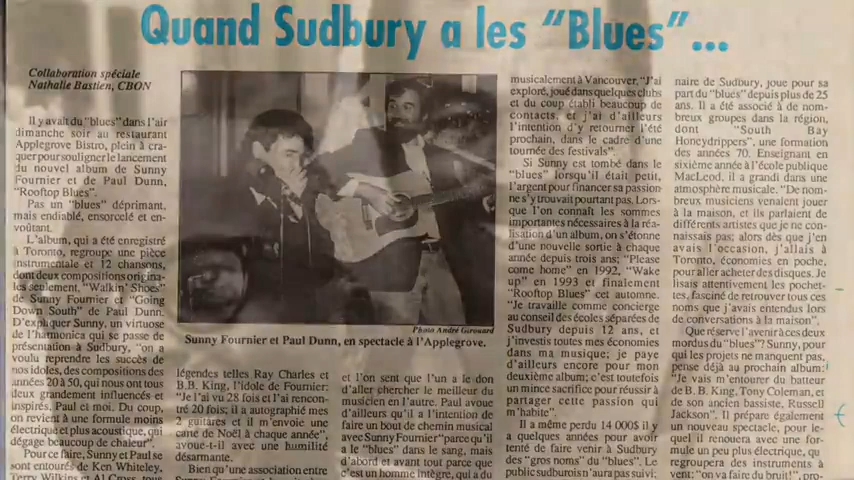 Quand Sudbury a les "Blues"...
Collaboration spéciale
Nathalie Bastien, CBON
Il y avait du "blues" dans l'air
dimanche soir au restaurant
Applegrove Bistro, plein à cra-
quer pour souligner le lancement
du nouvel album de Sunny
Fournier et de Paul Dunn,
"Rooftop Blues".
Pas un "blues" déprimant,
mais endiablé, ensorcelé et en-
voûtant.
L'album, qui a été enregistré
à Toronto, regroupe une pièce
instrumentale et 12 chansons,
dont deux compositions origina-
les seulement, "Walkin' Shoes"
de Sunny Fournier et "Going
Down South" de Paul Dunn.
D'expliquer Sunny, un virtuose
de l'harmonica qui se passe de
présentation à Sudbury, "on a
voulu reprendre les succès de
nos idoles, des compositions des
années 20 à 50, qui nous ont tous
deux grandement influencés et
inspirés, Paul et moi. Du coup,
on revient à une formule moins
électrique et plus acoustique, qui
dégage beaucoup de chaleur".
Pour ce faire, Sunny et Paul se
sont entourés de Ken Whiteley,
Terry Wilkins et Al Cross, tous
Photo André Girouard
Sunny Fournier et Paul Dunn, en spectacle à l'Applegrove.
légendes telles Ray Charles et
B.B. King, l'idole de Fournier:
"Je l'ai vu 28 fois et l'ai rencon-
tré 20 fois; il a autographié mes
2 guitares et il m'envoie une
carte de Noël à chaque année",
avoue-t-il avec une humilité
désarmante.
Bien qu'une association entre
Sunny Fournier et
et l'on sent que l'un a le don
d'aller chercher le meilleur du
musicien en l'autre. Paul avoue
d'ailleurs qu'il a l'intention de
faire un bout de chemin musical
avec Sunny Fournier "parce qu'il
a le "blues" dans le sang, mais
d'abord et avant tout parce que
c'est un homme intègre, qui a du
musicalement à Vancouver. "J'ai
exploré, joué dans quelques clubs
et du coup établi beaucoup de
contacts, et j'ai d'ailleurs
l'intention d'y retourner l'été
prochain, dans le cadre d'une
tournée des festivals".
Si Sunny est tombé dans le
"blues" lorsqu'il était petit,
l'argent pour financer sa passion
ne s'y trouvait pourtant pas. Lors-
que l'on connaît les sommes
importantes nécessaires à la réa-
lisation d'un album, on s'étonne
d'une nouvelle sortie à chaque
année depuis trois ans; "Please
come home" en 1992, "Wake
up" en 1993 et finalement
"Rooftop Blues" cet automne.
"Je travaille comme concierge
au conseil des écoles séparées de
Sudbury depuis 12 ans, et
j'investis toutes mes économies
dans ma musique; je paye
d'ailleurs encore pour mon
deuxième album; c'est toutefois
un mince sacrifice pour réussir à
partager cette passion qui
m'habite".
Il a même perdu 14 000$ il y
a quelques années pour avoir
tenté de faire venir à Sudbury
des "gros noms" du "blues". Le
public sudburois n'aura pas suivi;
naire de Sudbury, joue pour sa
part du "blues" depuis plus de 25
ans. Il a été associé à de nom-
breux groupes dans la région,
dont "South Bay
Honeydrippers", une formation
des années 70. Enseignant en
sixième année à l'école publique
MacLeod, il a grandi dans une
atmosphère musicale. "De nom-
breux musiciens venaient jouer
à la maison, et ils parlaient de
différents artistes que je ne con-
naissais pas; alors dès que j'en
avais l'occasion, j'allais à
Toronto, économies en poche,
pour aller acheter des disques. Je
lisais attentivement les pochet-
tes, fasciné de retrouver tous ces
noms que j'avais entendus lors
de conversations à la maison".
Que réserve l'avenir à ces deux
mordus du "blues"? Sunny, pour
qui les projets ne manquent pas,
pense déjà au prochain album:
"Je vais m'entourer du batteur
de B.B. King, Tony Coleman, et
de son ancien bassiste, Russell
Jackson". Il prépare également
un nouveau spectacle, pour le-
quel il renouera avec une for-
mule un peu plus électrique, qui
regroupera des instruments à
vent: "on va faire du bruit!", pro-